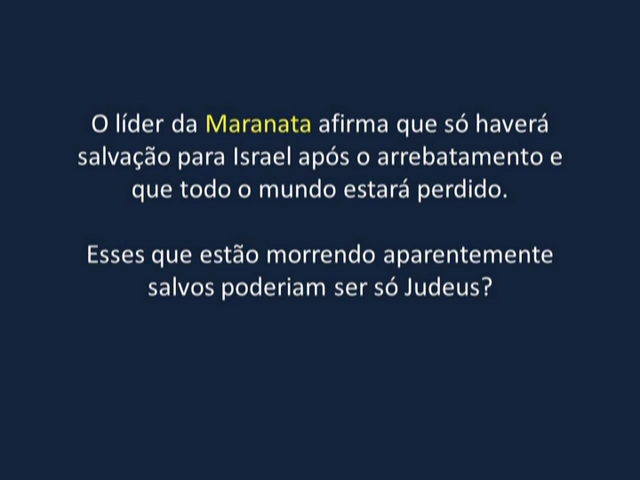 O líder da Maranata afirma que só haverá
salvação para Israel após o arrebatamento e
que todo o mundo estará perdido.
Esses que estão morrendo aparentemente
salvos poderiam ser só Judeus?